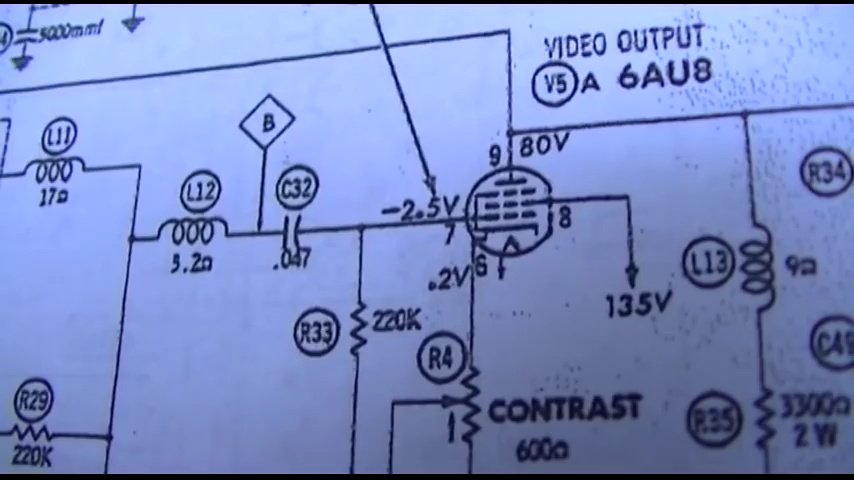 5000mmf
VIDEO OUTPUT
V5 A 6AU8
L11
17Ω
B
9
80V
R34
L12
C32
-2.5V
7
8
5.2Ω
.047
.2V
6
L13
9Ω
135V
R33
220K
R4
C49
R29
220K
CONTRAST
1
600Ω
R35
3300Ω
2W